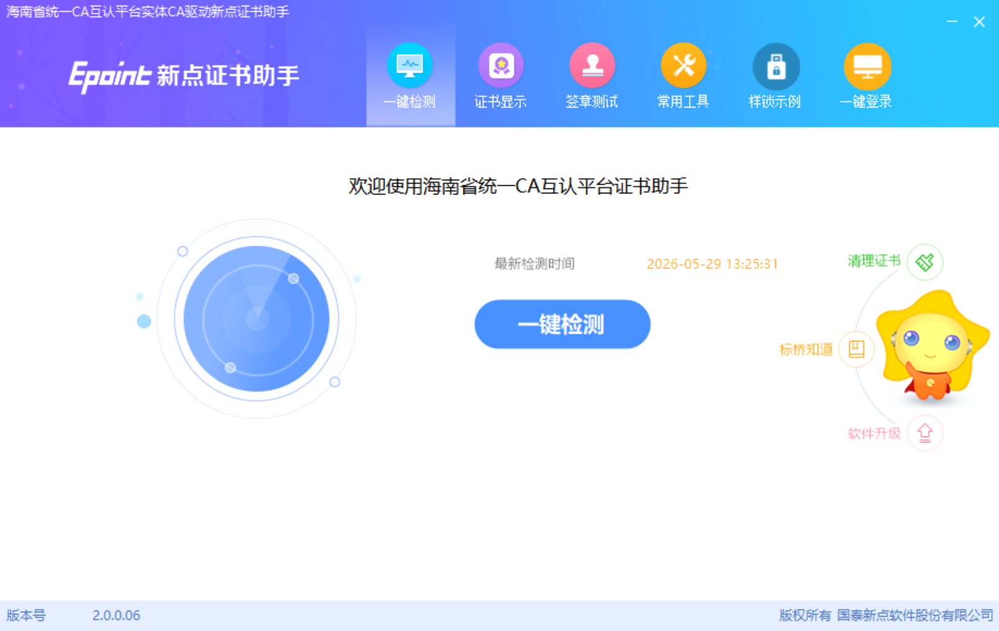 海南省统一CA互认平台实体CA驱动新点证书助手
Epoint 新点证书助手
一键检测
证书显示
签章测试
常用工具
样锁示例
一键登录
欢迎使用海南省统一CA互认平台证书助手
最新检测时间 2026-05-29 13:25:31
一键检测
清理证书
标桥知道
软件升级
版本号 2.0.0.06
版权所有 国泰新点软件股份有限公司